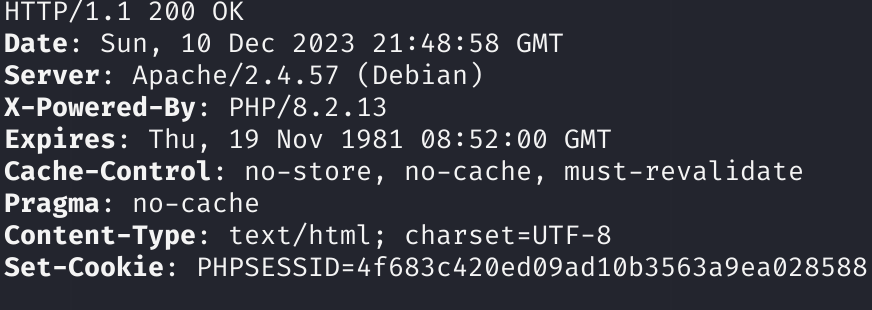 HTTP/1.1 200 OK
Date: Sun, 10 Dec 2023 21:48:58 GMT
Server: Apache/2.4.57 (Debian)
X-Powered-By: PHP/8.2.13
Expires: Thu, 19 Nov 1981 08:52:00 GMT
Cache-Control: no-store, no-cache, must-revalidate
Pragma: no-cache
Content-Type: text/html; charset=UTF-8
Set-Cookie: PHPSESSID=4f683c420ed09ad10b3563a9ea028588